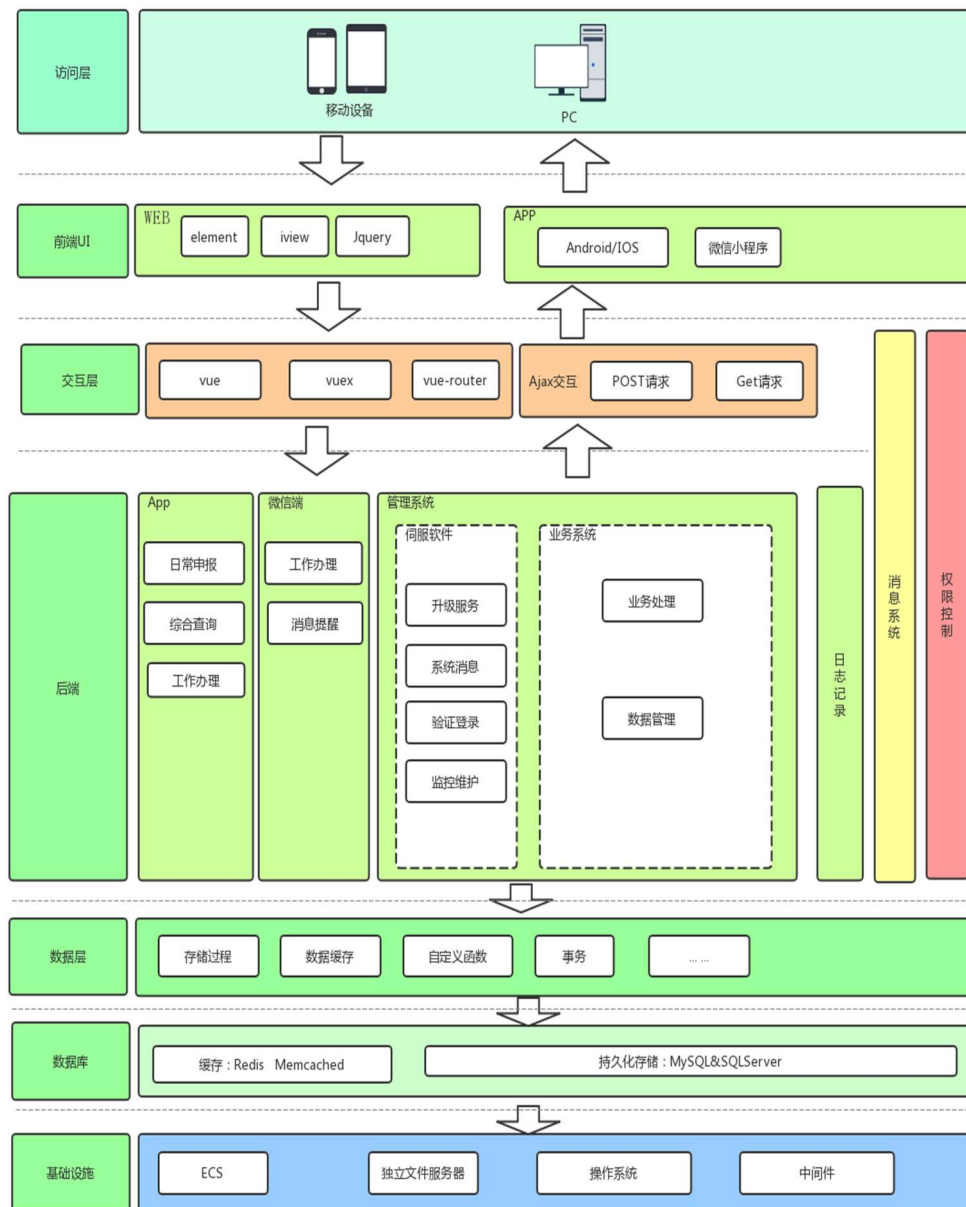 访问层
移动设备
PC
前端UI
WEB
element
iview
Jquery
APP
Android/IOS
微信小程序
交互层
vue
vuex
vue-router
Ajax交互
POST请求
Get请求
后端
App
日常申报
综合查询
工作办理
微信端
工作办理
消息提醒
管理系统
伺服软件
升级服务
系统消息
验证登录
监控维护
业务系统
业务处理
数据管理
日志记录
消息系统
权限控制
数据层
存储过程
数据缓存
自定义函数
事务
... ...
数据库
缓存：Redis Memcached
持久化存储：MySQL&SQLServer
基础设施
ECS
独立文件服务器
操作系统
中间件